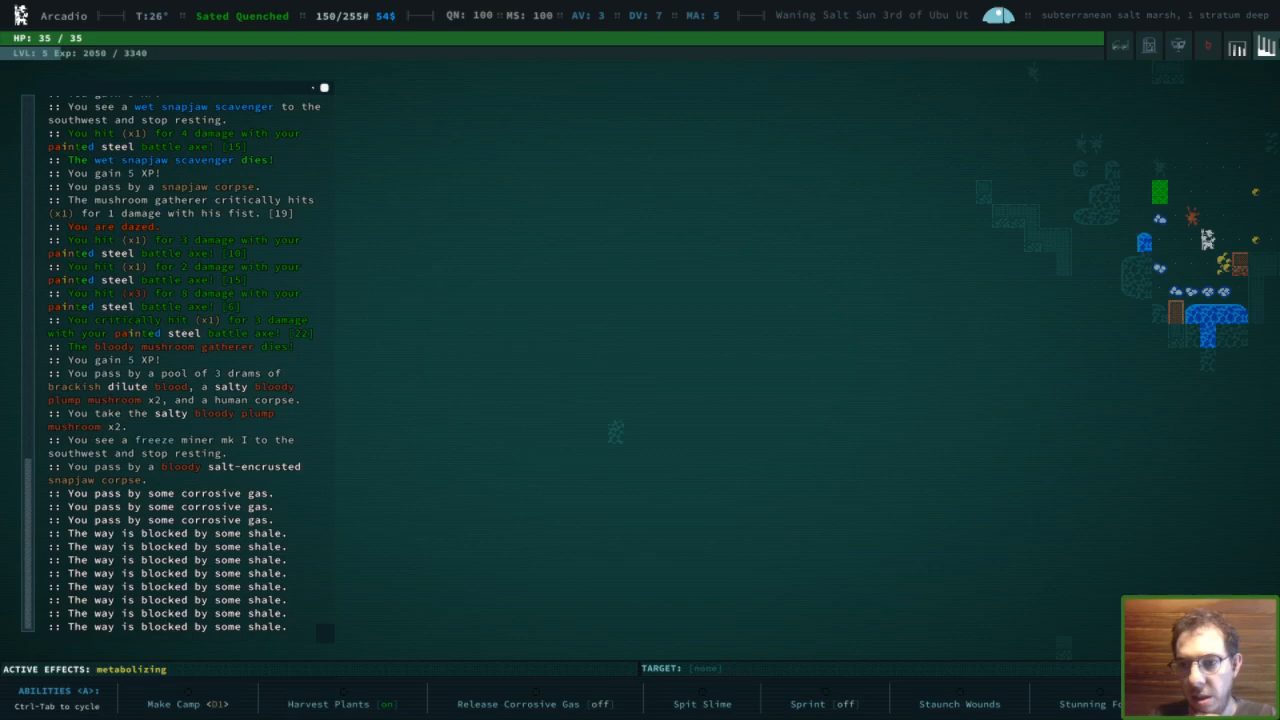 Arcadio T:26° :: Sated Quenched :: 150/255# 54$ QN: 100 :: MS: 100 :: AV: 3 :: DV: 7 :: MA: 5 Waning Salt Sun 3rd of Ubu Ut :: subterranean salt marsh, 1 stratum deep
HP: 35 / 35
LVL: 5 Exp: 2050 / 3340
:: You see a wet snapjaw scavenger to the
southwest and stop resting.
:: You hit (x1) for 4 damage with your
painted steel battle axe! [15]
:: The wet snapjaw scavenger dies!
:: You gain 5 XP!
:: You pass by a snapjaw corpse.
:: The mushroom gatherer critically hits
(x1) for 1 damage with his fist. [19]
:: You are dazed.
:: You hit (x1) for 3 damage with your
painted steel battle axe! [10]
:: You hit (x1) for 2 damage with your
painted steel battle axe! [15]
:: You hit (x3) for 8 damage with your
painted steel battle axe! [6]
:: You critically hit (x1) for 3 damage
with your painted steel battle axe! [22]
:: The bloody mushroom gatherer dies!
:: You gain 5 XP!
:: You pass by a pool of 3 drams of
brackish dilute blood, a salty bloody
plump mushroom x2, and a human corpse.
:: You take the salty bloody plump
mushroom x2.
:: You see a freeze miner mk I to the
southwest and stop resting.
:: You pass by a bloody salt-encrusted
snapjaw corpse.
:: You pass by some corrosive gas.
:: You pass by some corrosive gas.
:: You pass by some corrosive gas.
:: The way is blocked by some shale.
:: The way is blocked by some shale.
:: The way is blocked by some shale.
:: The way is blocked by some shale.
:: The way is blocked by some shale.
:: The way is blocked by some shale.
:: The way is blocked by some shale.
:: The way is blocked by some shale.
ACTIVE EFFECTS: metabolizing
TARGET: [none]
ABILITIES <A>:
Ctrl-Tab to cycle
Make Camp <D1>
Harvest Plants [on]
Release Corrosive Gas [off]
Spit Slime
Sprint [off]
Staunch Wounds
Stunning Fo